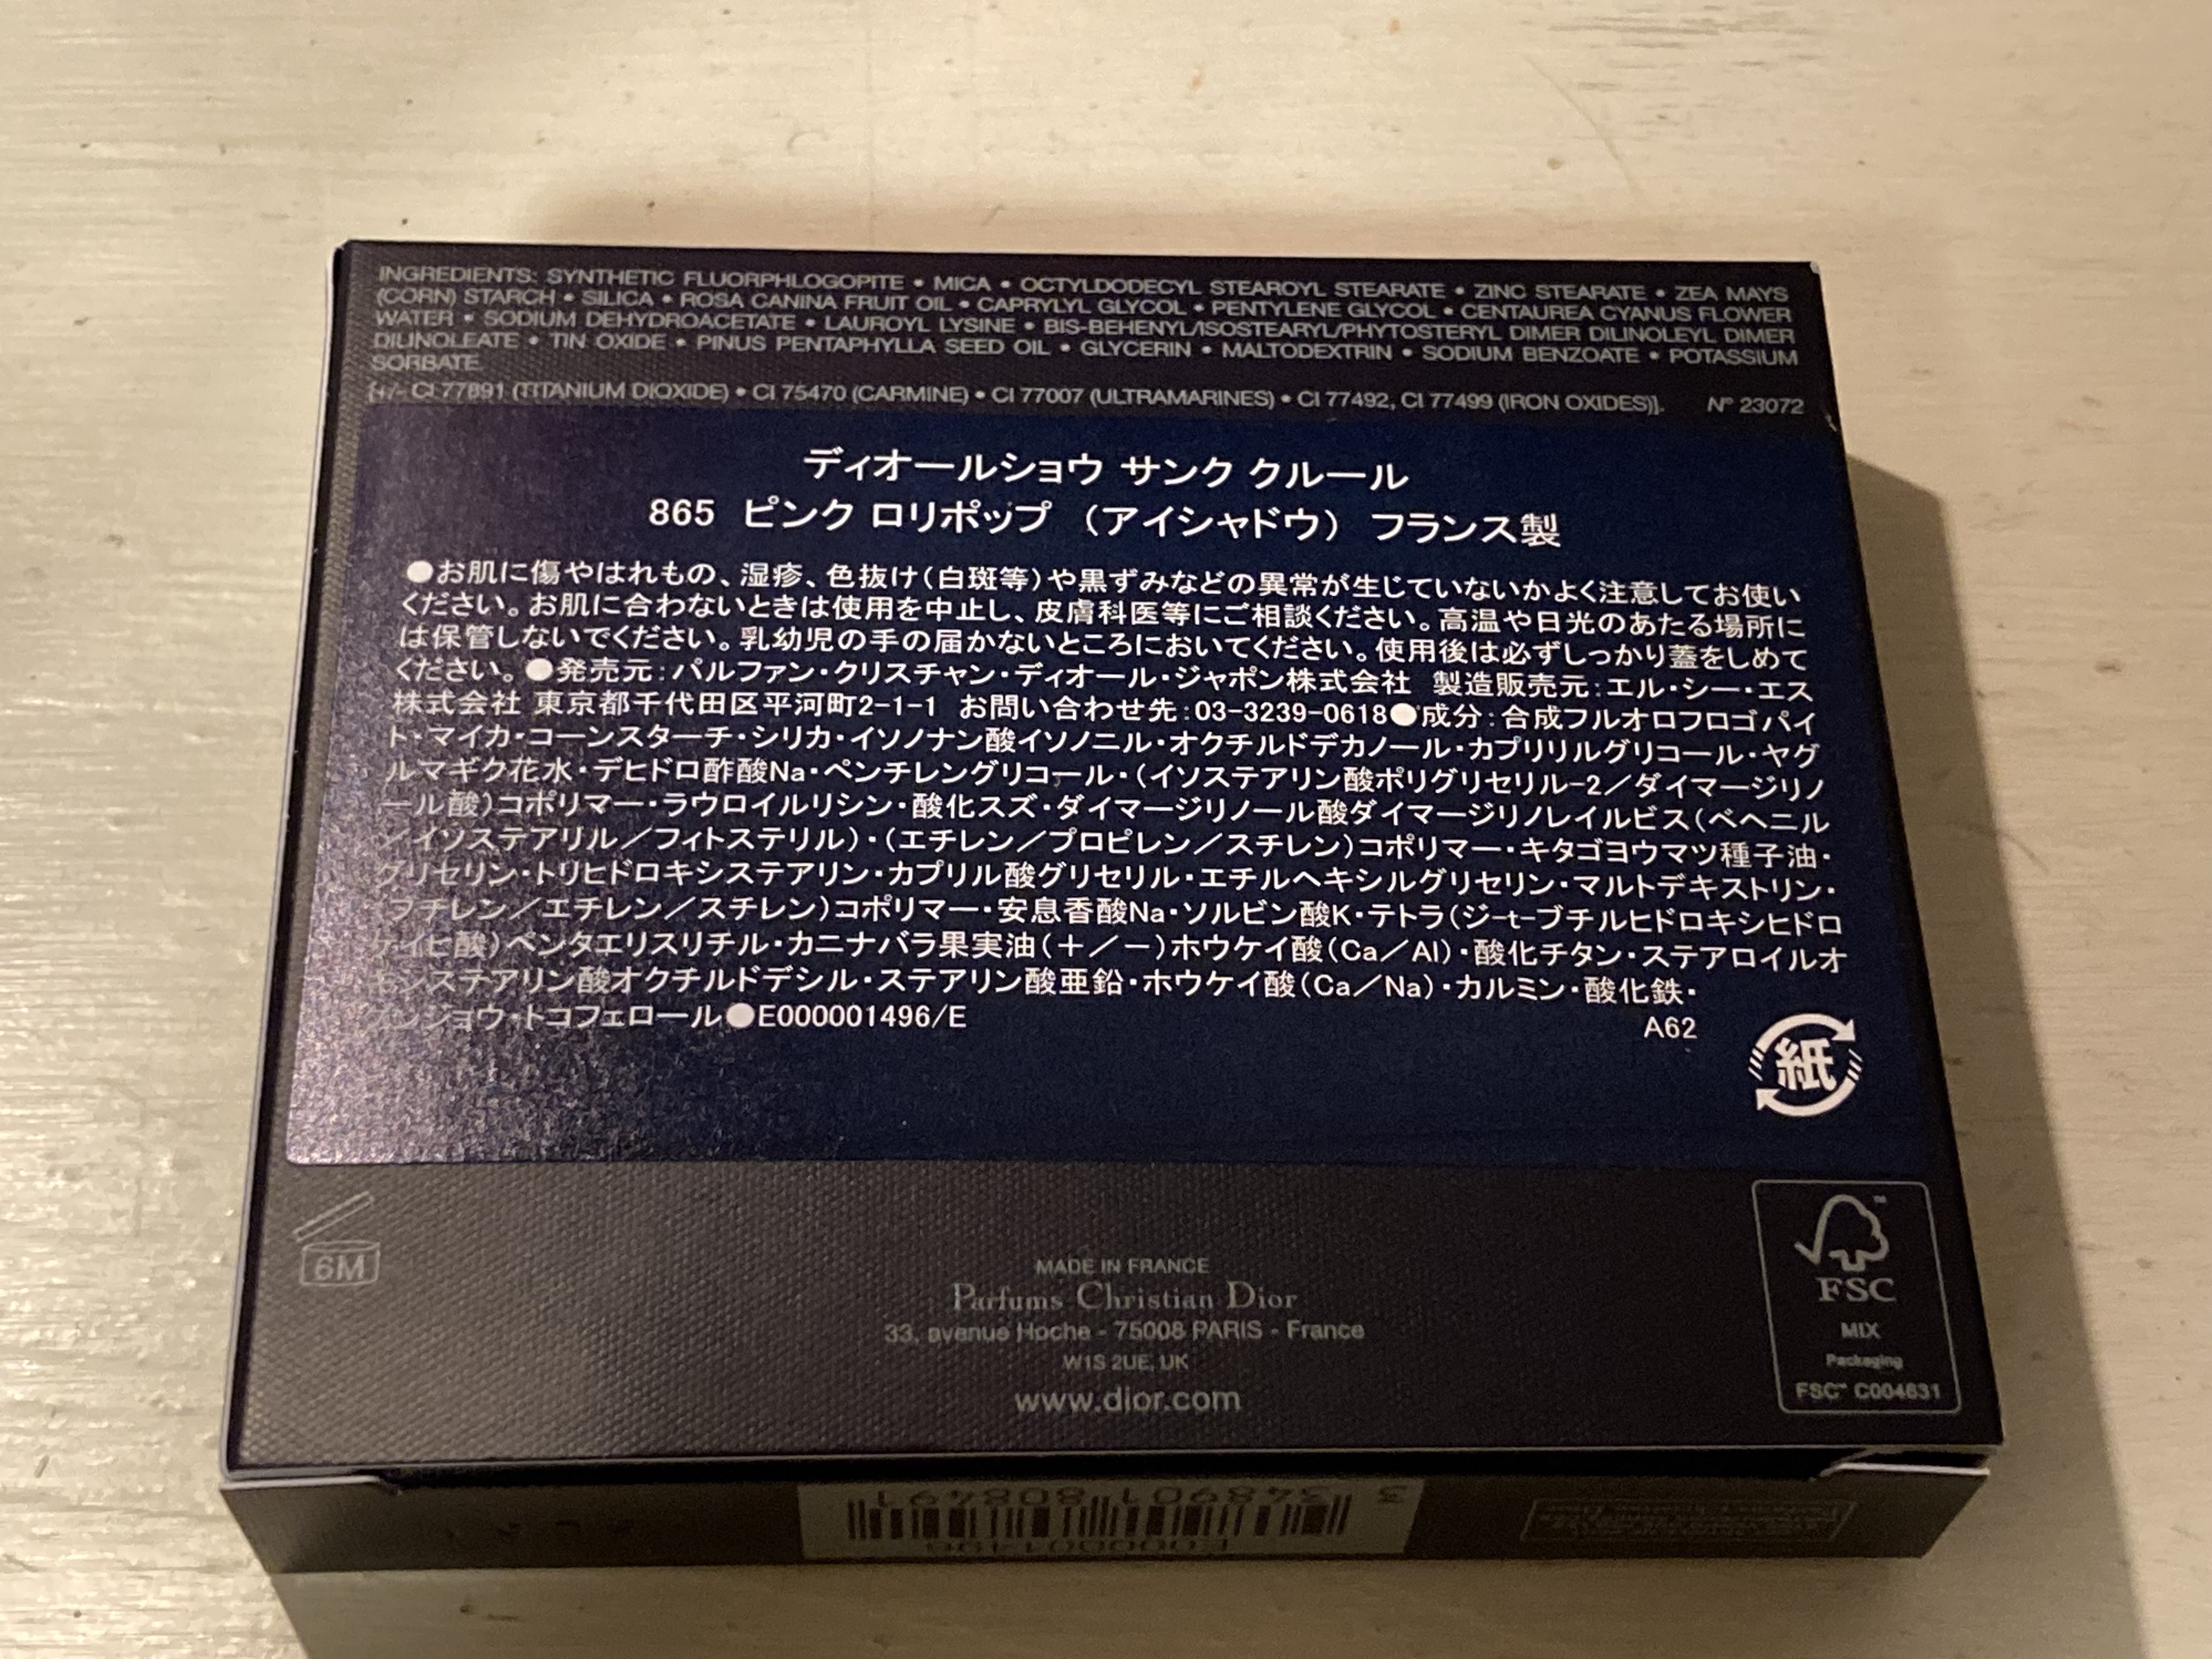 INGREDIENTS: SYNTHETIC FLUORPHLOGOPITE • MICA • OCTYLDODECYL STEAROYL STEARATE • ZINC STEARATE • ZEA MAYS
(CORN) STARCH • SILICA • ROSA CANINA FRUIT OIL • CAPRYLYL GLYCOL • PENTYLENE GLYCOL • CENTAUREA CYANUS FLOWER
WATER • SODIUM DEHYDROACETATE • LAUROYL LYSINE • BIS-BEHENYL/ISOSTEARYL/PHYTOSTERYL DIMER DILINOLEYL DIMER
DILINOLEATE • TIN OXIDE • PINUS PENTAPHYLLA SEED OIL • GLYCERIN • MALTODEXTRIN • SODIUM BENZOATE • POTASSIUM
SORBATE.
[+/- CI 77891 (TITANIUM DIOXIDE) • CI 75470 (CARMINE) • CI 77007 (ULTRAMARINES) • CI 77492, CI 77499 (IRON OXIDES)]. N° 23072
ディオールショウ サンク クルール
865 ピンク ロリポップ （アイシャドウ） フランス製
●お肌に傷やはれもの、湿疹、色抜け（白斑等）や黒ずみなどの異常が生じていないかよく注意してお使い
ください。お肌に合わないときは使用を中止し、皮膚科医等にご相談ください。高温や日光のあたる場所に
は保管しないでください。乳幼児の手の届かないところにおいてください。使用後は必ずしっかり蓋をしめて
ください。●発売元：パルファン・クリスチャン・ディオール・ジャポン株式会社 製造販売元：エル・シー・エス
株式会社 東京都千代田区平河町2-1-1 お問い合わせ先：03-3239-0618●成分：合成フルオロフロゴパイ
ト・マイカ・コーンスターチ・シリカ・イソノナン酸イソノニル・オクチルドデカノール・カプリリルグリコール・ヤグ
ルマギク花水・デヒドロ酢酸Na・ペンチレングリコール・（イソステアリン酸ポリグリセリル-2／ダイマージリノ
ール酸）コポリマー・ラウロイルリシン・酸化スズ・ダイマージリノール酸ダイマージリノレイルビス（ベヘニル
／イソステアリル／フィトステリル）・（エチレン／プロピレン／スチレン）コポリマー・キタゴヨウマツ種子油・
グリセリン・トリヒドロキシステアリン・カプリル酸グリセリル・エチルヘキシルグリセリン・マルトデキストリン・
（ブチレン／エチレン／スチレン）コポリマー・安息香酸Na・ソルビン酸K・テトラ（ジ-t-ブチルヒドロキシヒドロ
ケイヒ酸）ペンタエリスリチル・カニナバラ果実油（＋／－）ホウケイ酸（Ca／Al）・酸化チタン・ステアロイルオ
キシステアリン酸オクチルドデシル・ステアリン酸亜鉛・ホウケイ酸（Ca／Na）・カルミン・酸化鉄・
グンジョウ・トコフェロール●E000001496/E A62
紙
6M
MADE IN FRANCE
Parfums Christian Dior
33, avenue Hoche - 75008 PARIS - France
W1S 2UE, UK
www.dior.com
FSC™
MIX
Packaging
FSC™ C004631
3 348901 808491
E000001496